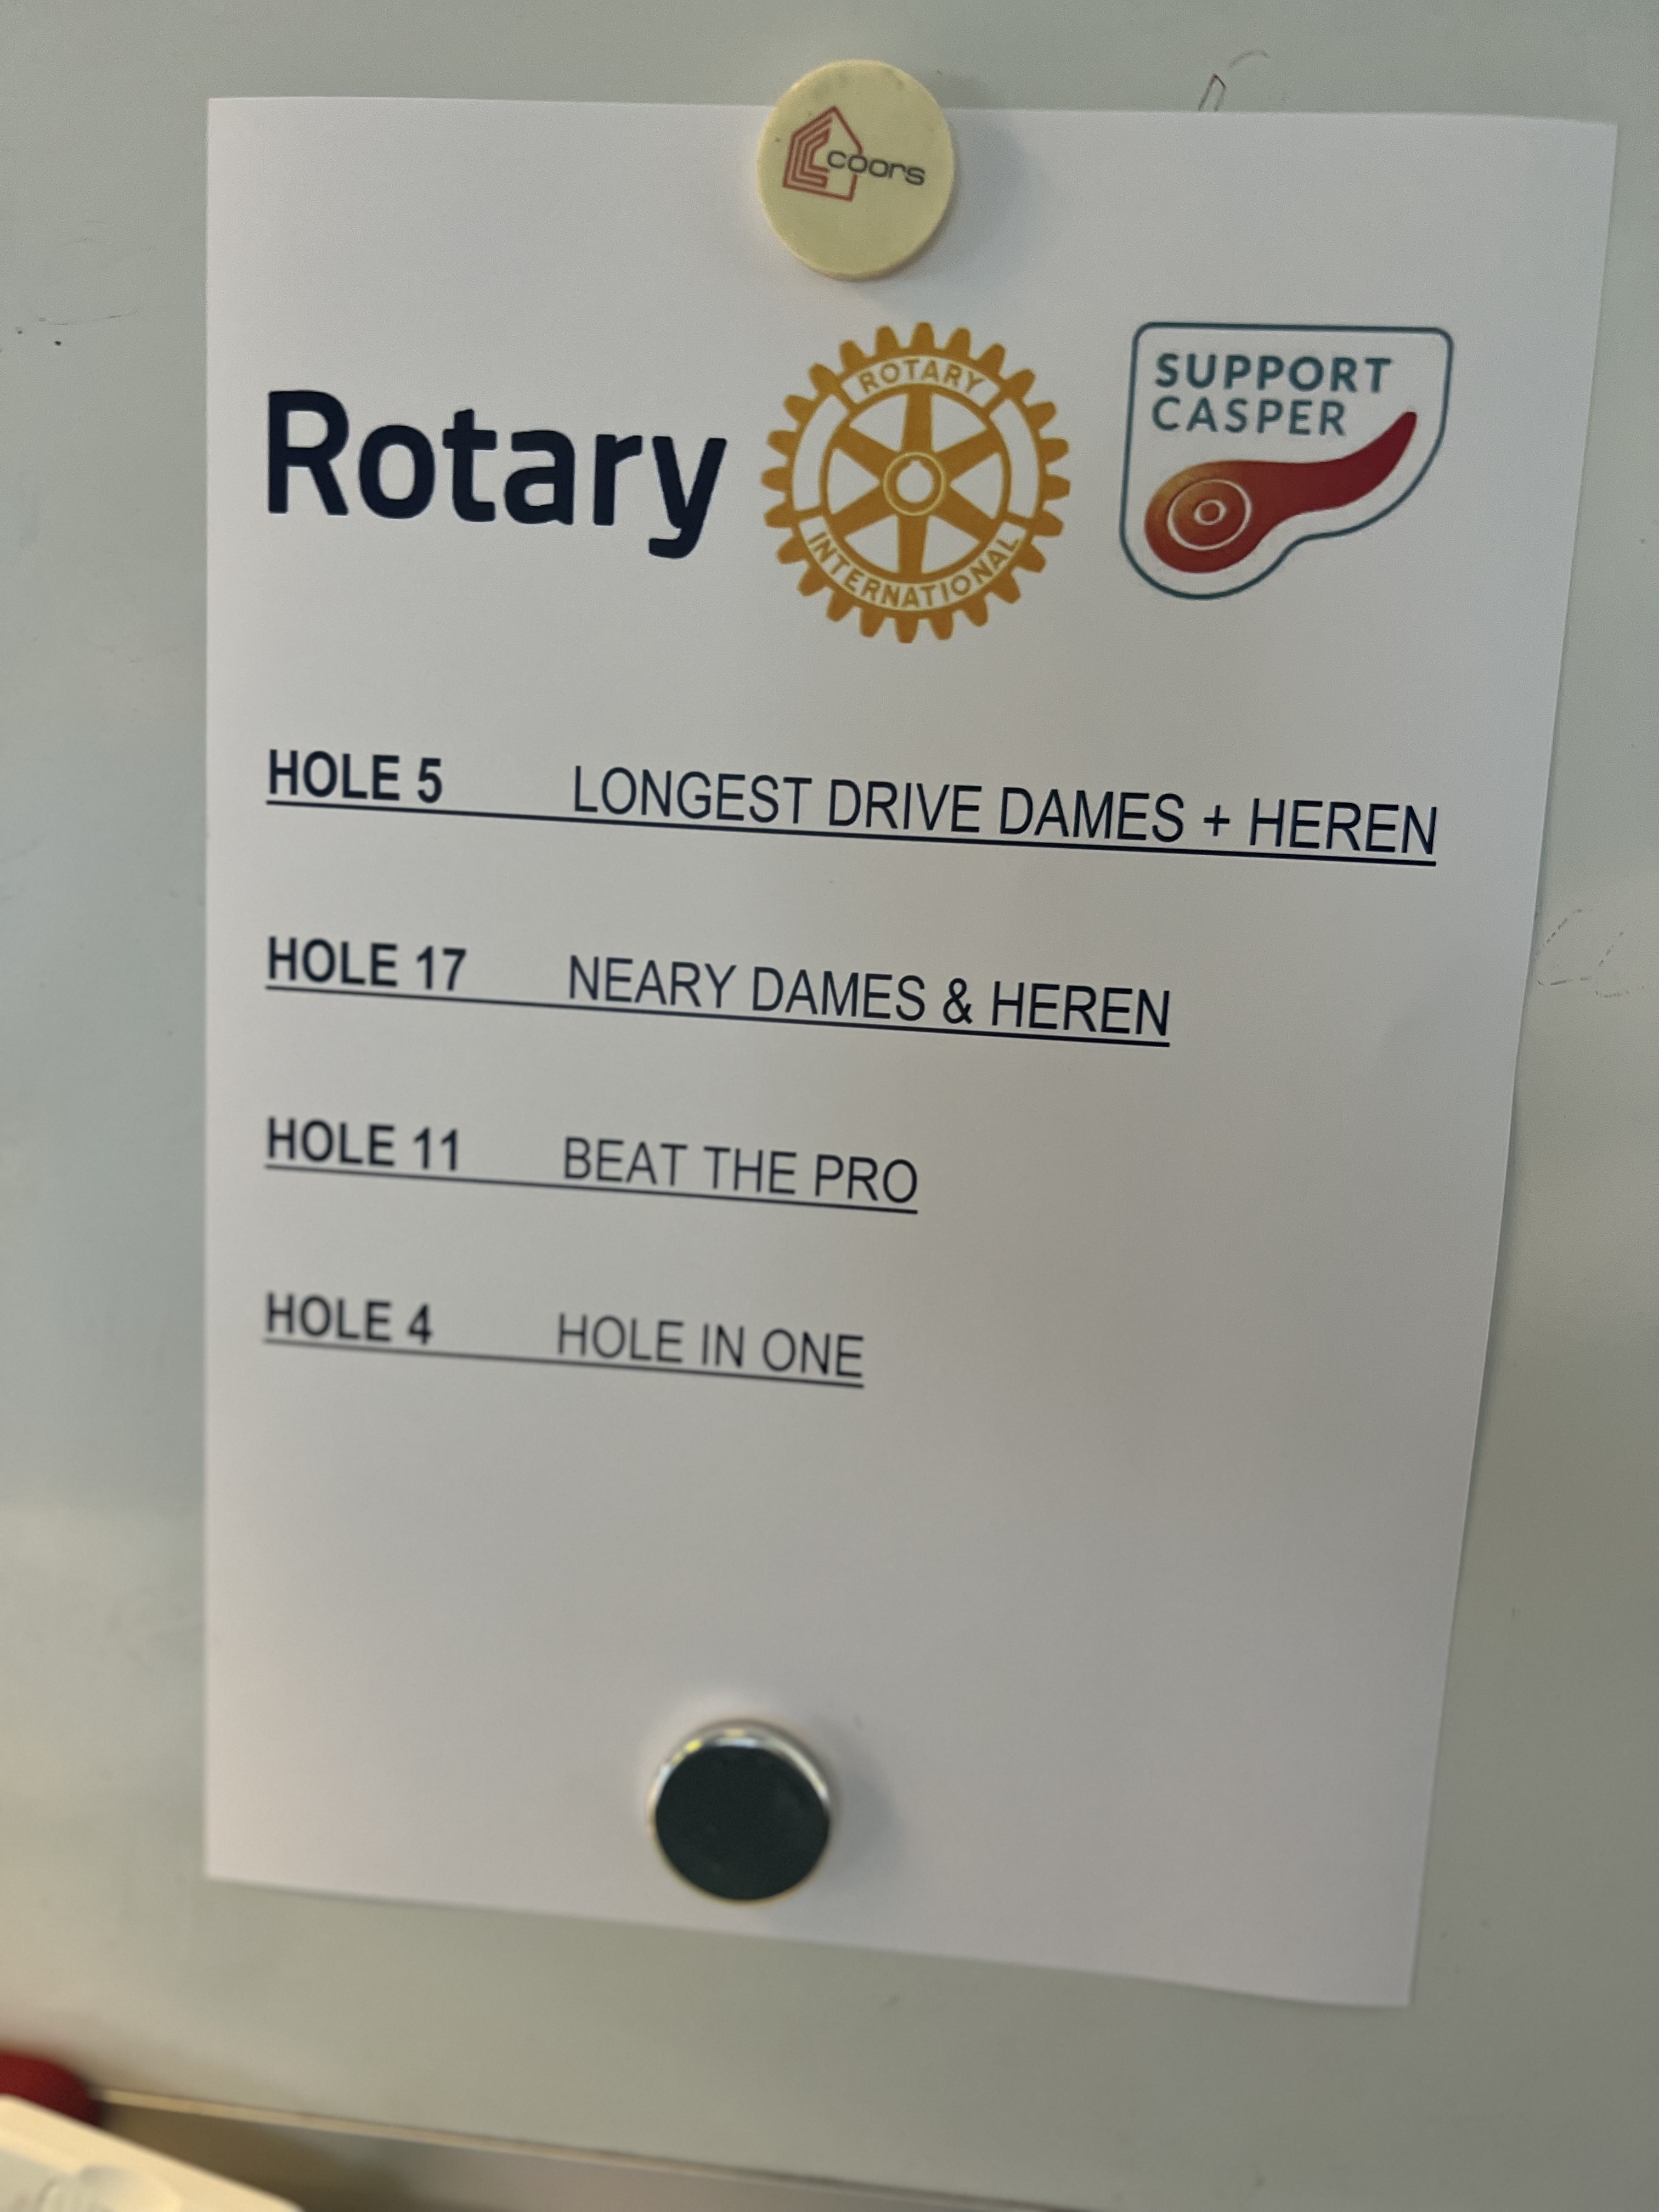 coors
Rotary
ROTARY
INTERNATIONAL
SUPPORT
CASPER
HOLE 5 LONGEST DRIVE DAMES + HEREN
HOLE 17 NEARY DAMES & HEREN
HOLE 11 BEAT THE PRO
HOLE 4 HOLE IN ONE